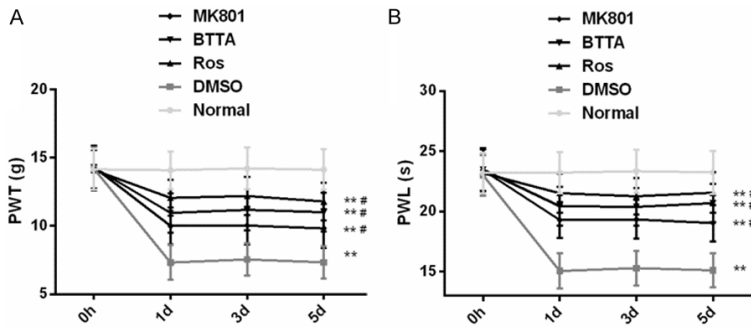 A
MK801
BTTA
Ros
DMSO
Normal
PWT (g)
20
15
10
5
** #
** #
** #
**
0h
1d
3d
5d
B
MK801
BTTA
Ros
DMSO
Normal
PWL (s)
30
25
20
15
** #
** #
** #
**
0h
1d
3d
5d